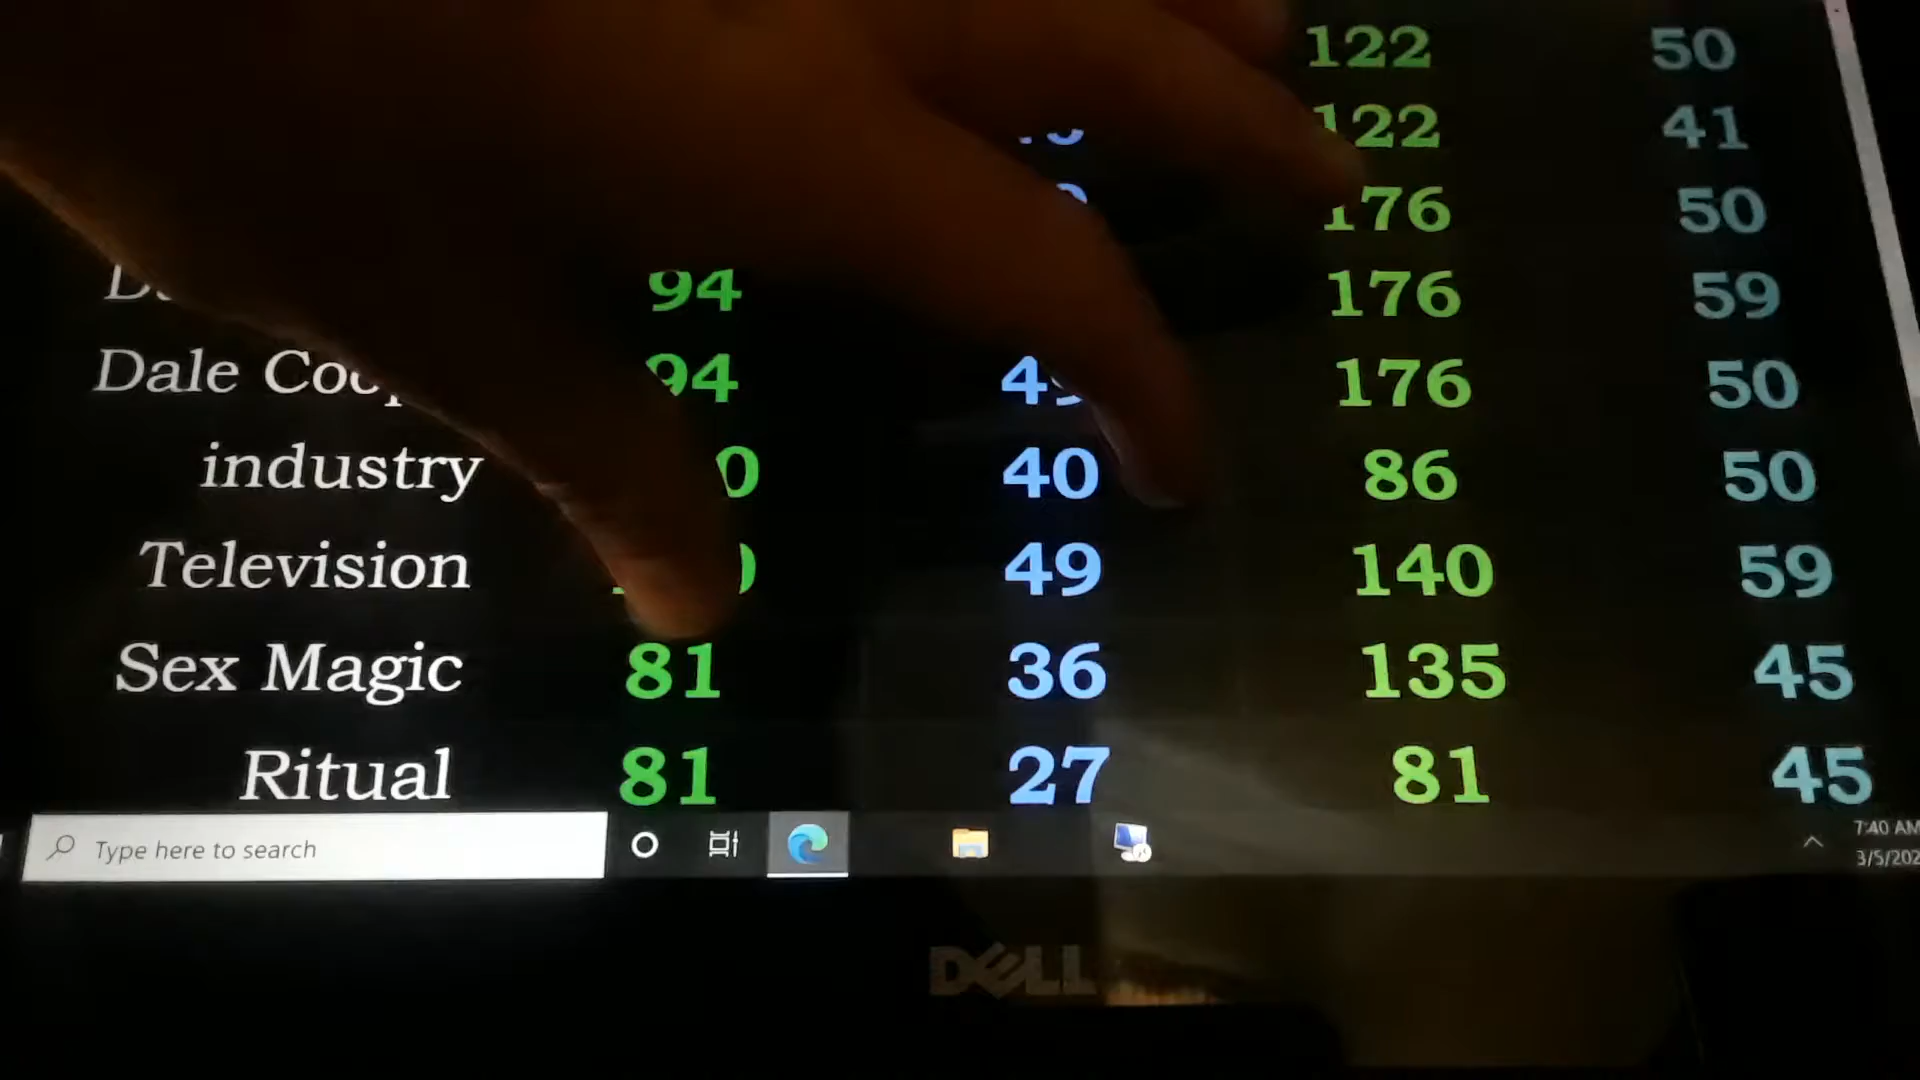 122 50
122 41
176 50
94 176 59
Dale 94 176 50
industry 40 86 50
Television 49 140 59
Sex Magic 81 36 135 45
Ritual 81 27 81 45
Type here to search
7:40 AM
DELL